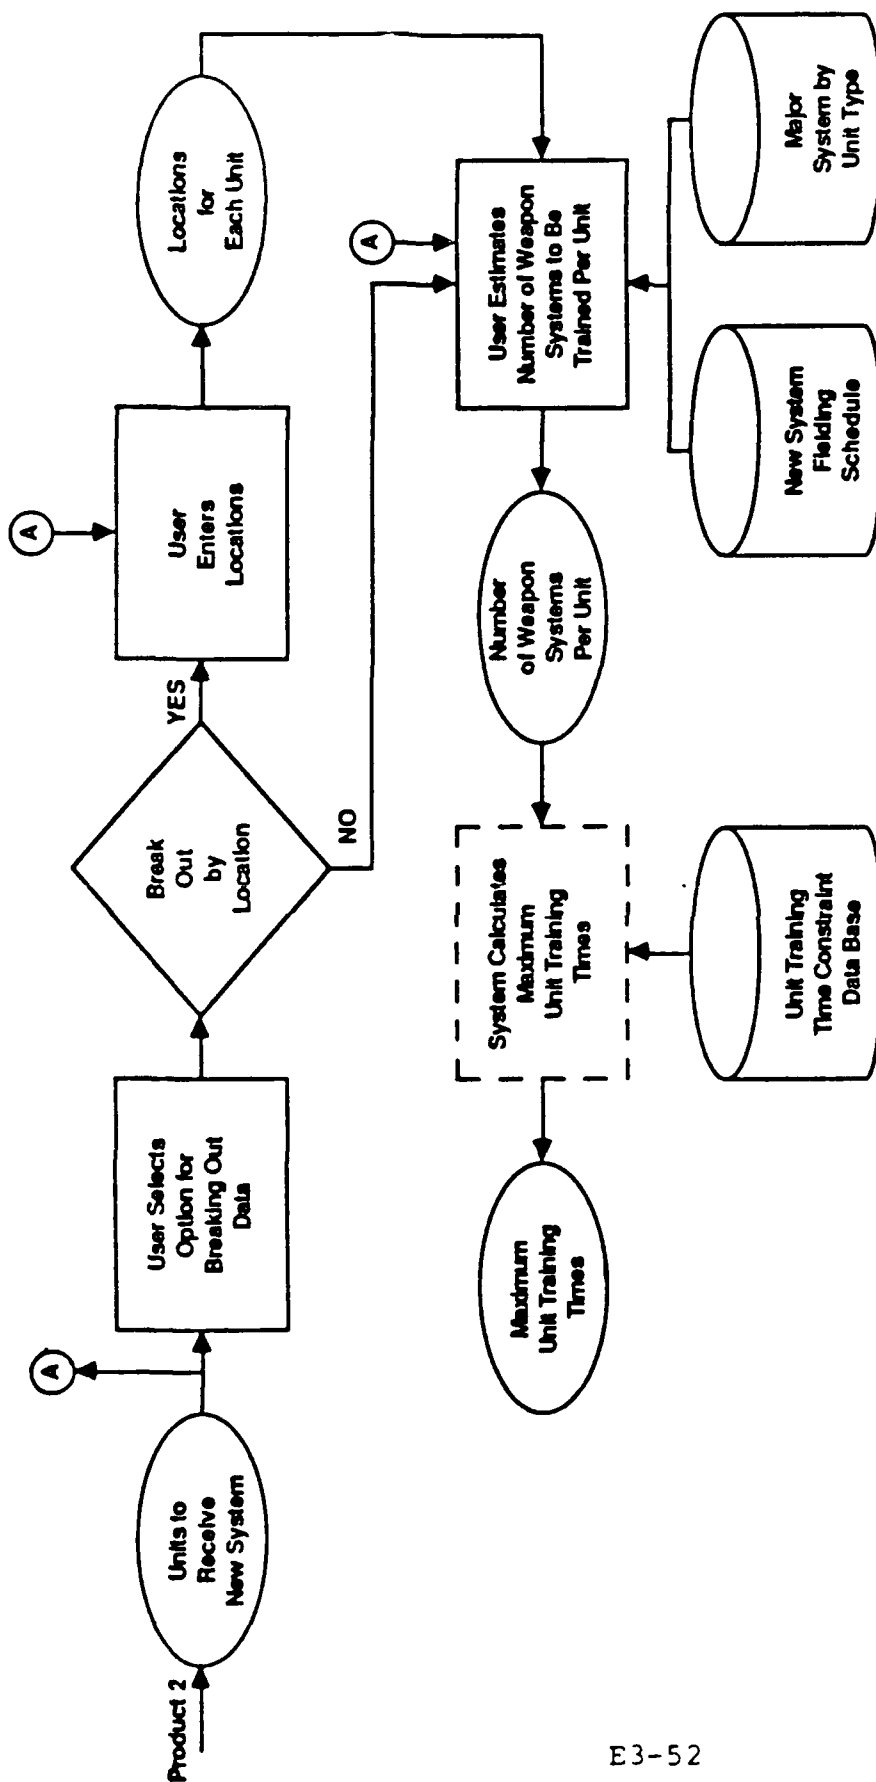 Product 2
Units to
Receive
New System
A
User Selects
Option for
Breaking Out
Data
Break
Out
by
Location
YES
NO
A
User
Enters
Locations
Locations
for
Each Unit
A
User Estimates
Number of Weapon
Systems to Be
Trained Per Unit
New System
Fielding
Schedule
Major
System by
Unit Type
Number
of Weapon
Systems
Per Unit
System Calculates
Maximum
Unit Training
Times
Unit Training
Time Constraint
Data Base
Maximum
Unit Training
Times
E3-52